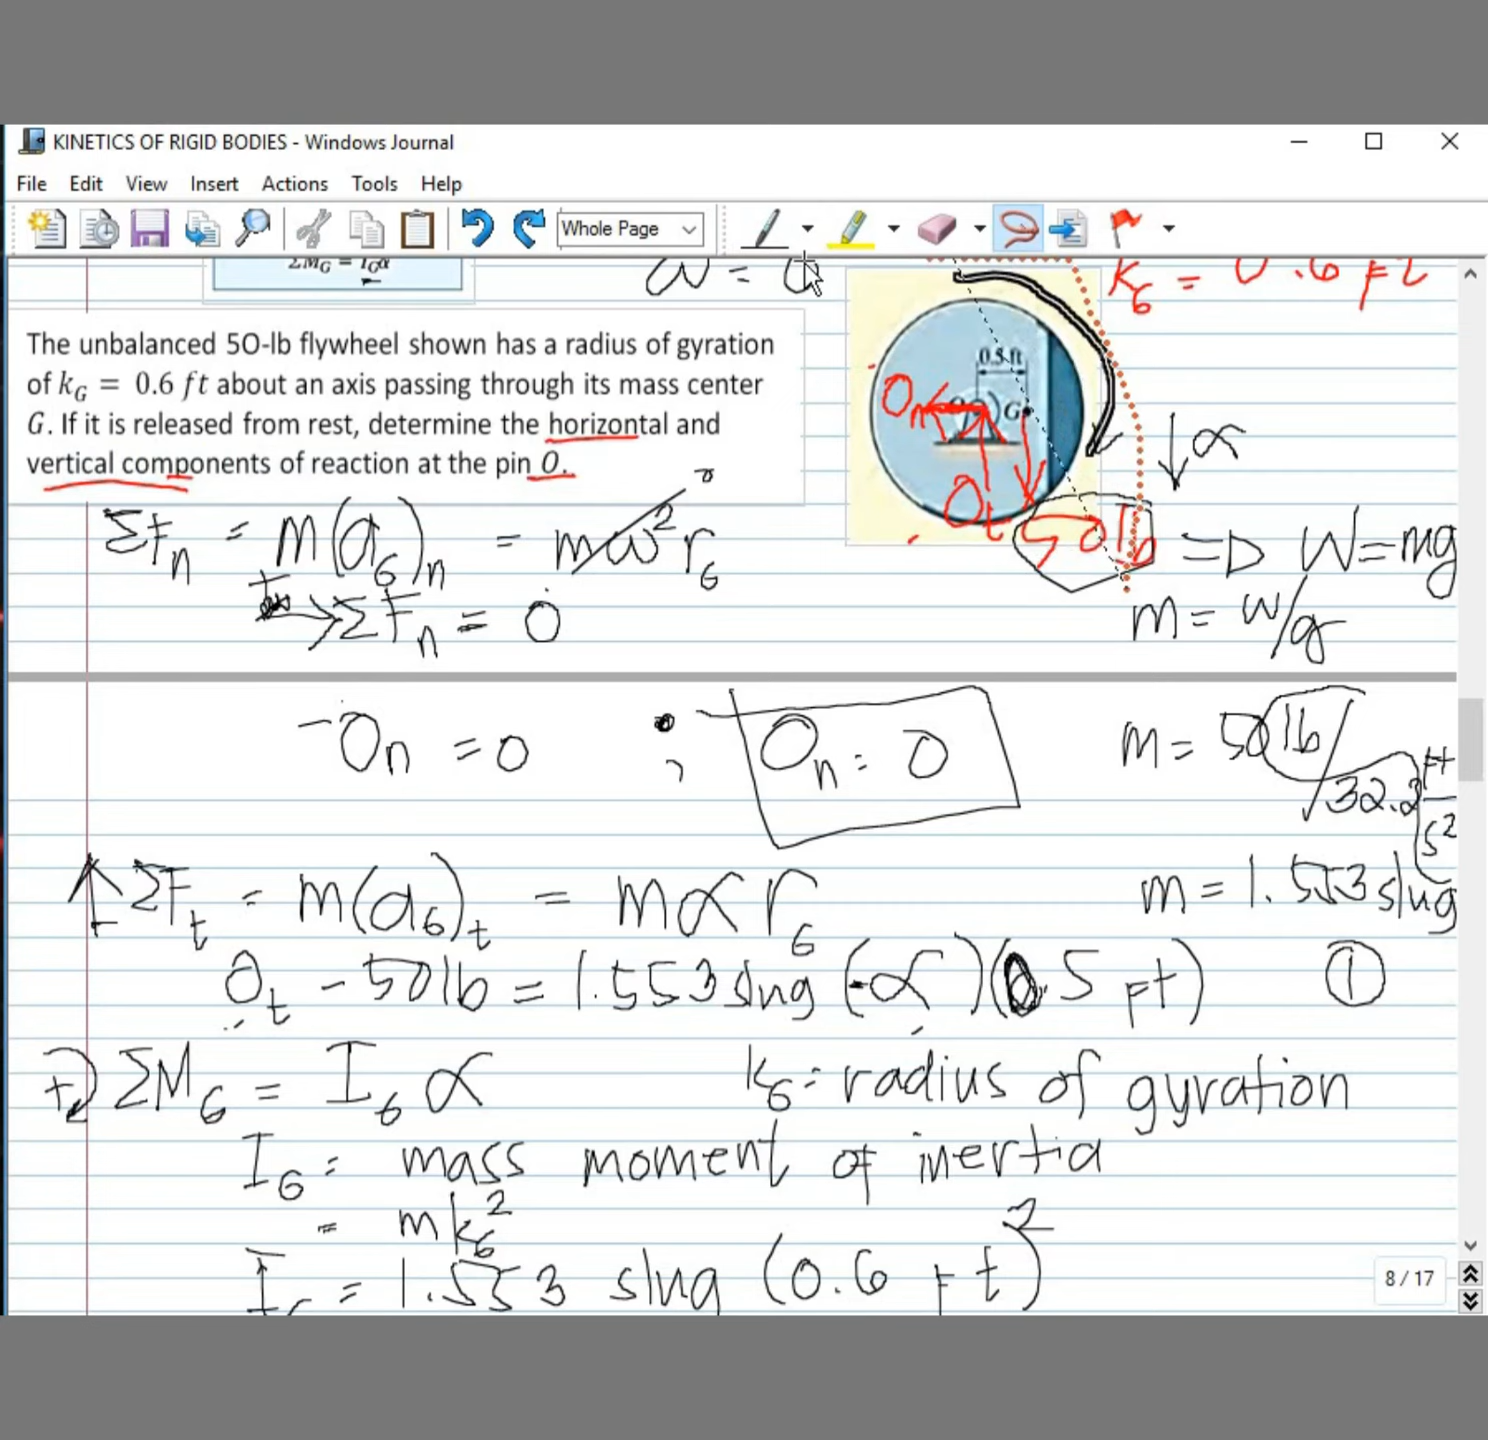 KINETICS OF RIGID BODIES - Windows Journal
File Edit View Insert Actions Tools Help
Whole Page
ΣM_G = I_Gα
ω = 0
k_G = 0.6 ft
The unbalanced 50-lb flywheel shown has a radius of gyration
of k_G = 0.6 ft about an axis passing through its mass center
G. If it is released from rest, determine the horizontal and
vertical components of reaction at the pin O.
0.5 ft
O_n
G
O_t
50lb
↓α
ΣF_n = m(a_G)_n = mω²r_G
0
⇒ W = mg
→ΣF_n = 0
m = W/g
-O_n = 0 ; O_n = 0
m = 50 lb/32.2 ft/s²
m = 1.553 slug
+↑ΣF_t = m(a_G)_t = mαr_G
O_t - 50lb = 1.553 slug (-α)(0.5 ft) ①
+ ΣM_G = I_G α
k_G = radius of gyration
I_G = mass moment of inertia
= mk_G²
I_G = 1.553 slug (0.6 ft)²
8 / 17